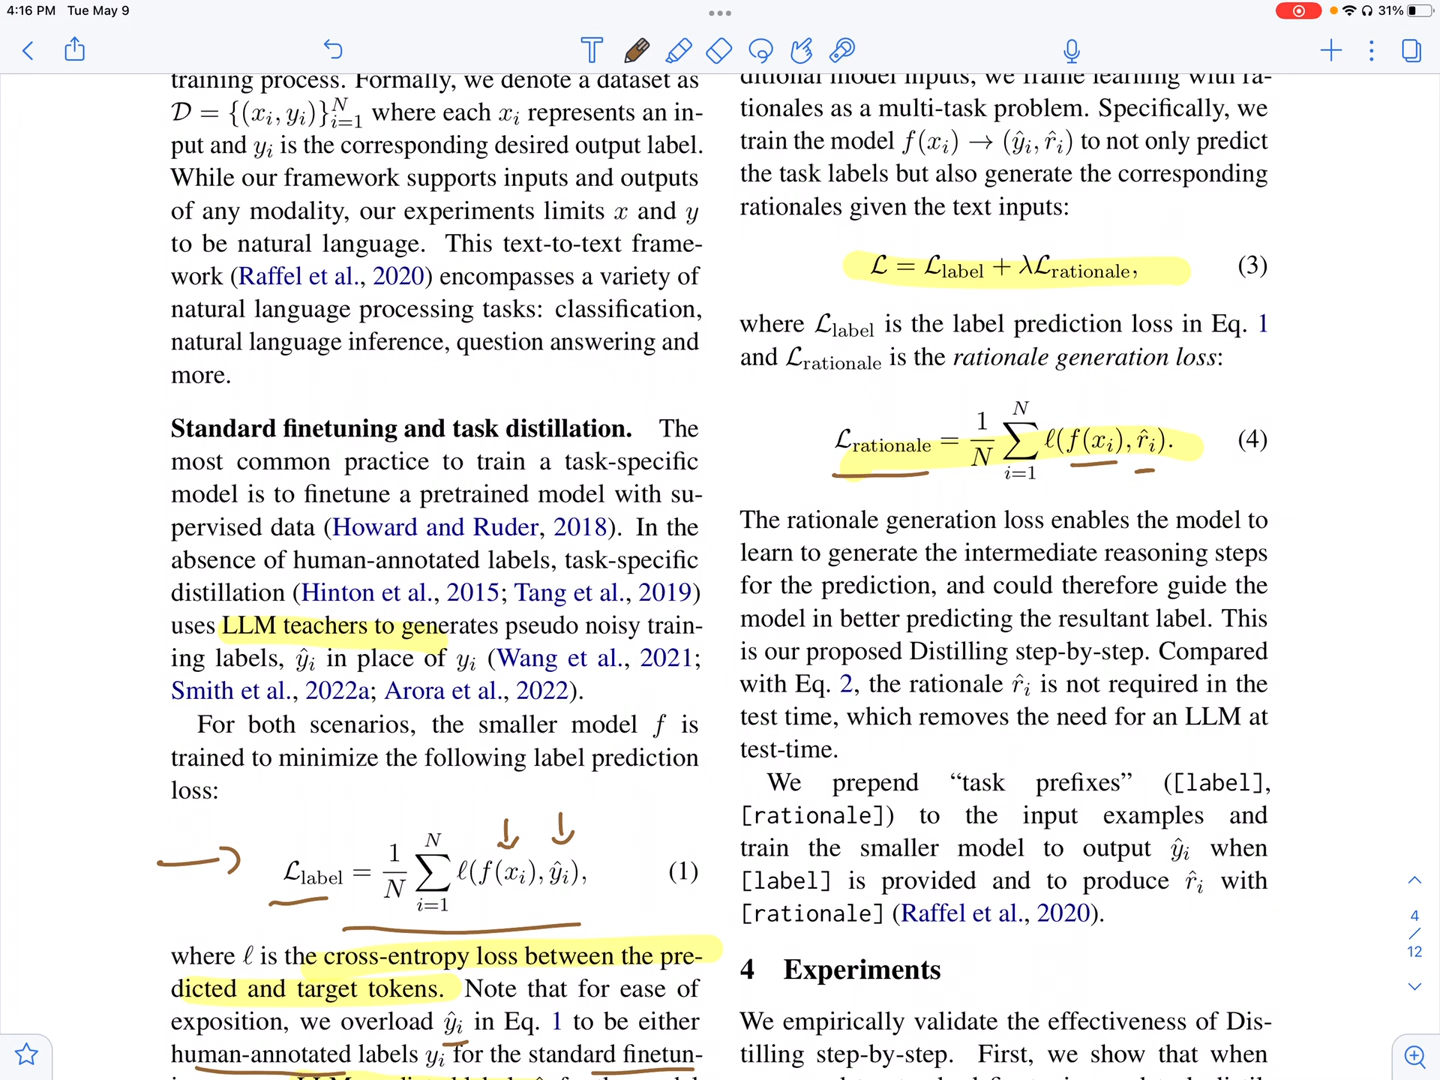 4:16 PM Tue May 9
31%
training process. Formally, we denote a dataset as
𝒟 = {(xᵢ, yᵢ)}ᵢ₌₁ᴺ where each xᵢ represents an in-
put and yᵢ is the corresponding desired output label.
While our framework supports inputs and outputs
of any modality, our experiments limits x and y
to be natural language. This text-to-text frame-
work (Raffel et al., 2020) encompasses a variety of
natural language processing tasks: classification,
natural language inference, question answering and
more.
Standard finetuning and task distillation. The
most common practice to train a task-specific
model is to finetune a pretrained model with su-
pervised data (Howard and Ruder, 2018). In the
absence of human-annotated labels, task-specific
distillation (Hinton et al., 2015; Tang et al., 2019)
uses LLM teachers to generates pseudo noisy train-
ing labels, ŷᵢ in place of yᵢ (Wang et al., 2021;
Smith et al., 2022a; Arora et al., 2022).
For both scenarios, the smaller model f is
trained to minimize the following label prediction
loss:
ℒ_label = 1/N ∑_{i=1}^N ℓ(f(xᵢ), ŷᵢ), (1)
where ℓ is the cross-entropy loss between the pre-
dicted and target tokens. Note that for ease of
exposition, we overload ŷᵢ in Eq. 1 to be either
human-annotated labels yᵢ for the standard finetun-
ditional model inputs, we frame learning with ra-
tionales as a multi-task problem. Specifically, we
train the model f(xᵢ) → (ŷᵢ, r̂ᵢ) to not only predict
the task labels but also generate the corresponding
rationales given the text inputs:
ℒ = ℒ_label + λℒ_rationale, (3)
where ℒ_label is the label prediction loss in Eq. 1
and ℒ_rationale is the rationale generation loss:
ℒ_rationale = 1/N ∑_{i=1}^N ℓ(f(xᵢ), r̂ᵢ). (4)
The rationale generation loss enables the model to
learn to generate the intermediate reasoning steps
for the prediction, and could therefore guide the
model in better predicting the resultant label. This
is our proposed Distilling step-by-step. Compared
with Eq. 2, the rationale r̂ᵢ is not required in the
test time, which removes the need for an LLM at
test-time.
We prepend “task prefixes” ([label],
[rationale]) to the input examples and
train the smaller model to output ŷᵢ when
[label] is provided and to produce r̂ᵢ with
[rationale] (Raffel et al., 2020).
4 Experiments
We empirically validate the effectiveness of Dis-
tilling step-by-step. First, we show that when
4
/
12